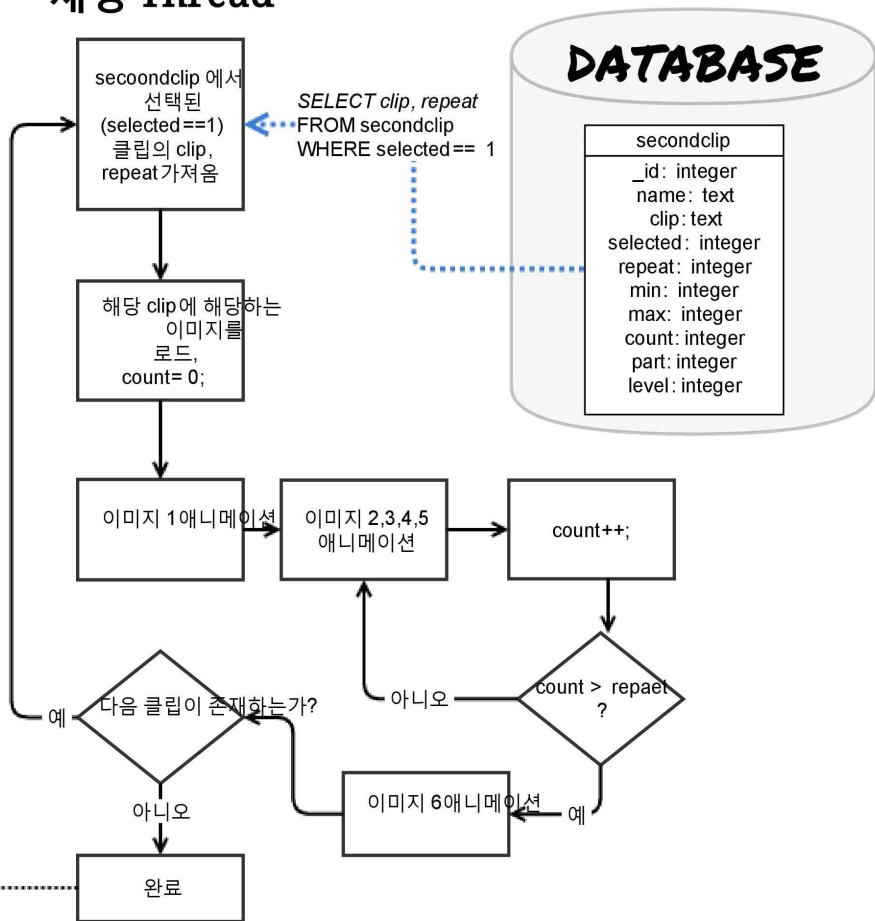 Thread
DATABASE
secoondclip 에서
선택된
(selected==1)
클립의 clip,
repeat가져옴
SELECT clip, repeat
FROM secondclip
WHERE selected== 1
secondclip
_id: integer
name: text
clip:text
selected: integer
repeat: integer
min: integer
max: integer
count: integer
part: integer
level: integer
해당 clip에 해당하는
이미지를
로드,
count= 0;
이미지 1애니메이션
이미지 2,3,4,5
애니메이션
count++;
count > repaet
?
아니오
예
이미지 6애니메이션
다음 클립이 존재하는가?
예
아니오
완료